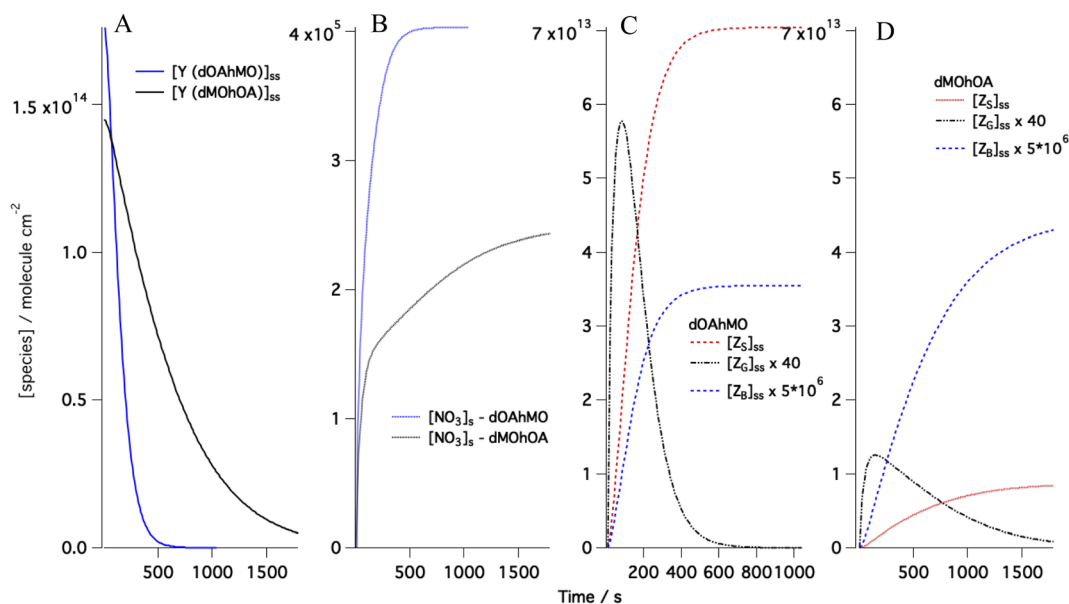 A
B
C
D
[species] / molecule cm-2
1.5 x10^14
1.0
0.5
0.0
[Y (dOAhMO)]ss
[Y (dMOhOA)]ss
500
1000
1500
4 x10^5
3
2
1
0
[NO3]s - dOAhMO
[NO3]s - dMOhOA
500
1000
1500
7 x10^13
6
5
4
3
2
1
0
dOAhMO
[ZS]ss
[ZG]ss x 40
[ZB]ss x 5*10^6
200
400
600
800
1000
7 x10^13
6
5
4
3
2
1
0
dMOhOA
[ZS]ss
[ZG]ss x 40
[ZB]ss x 5*10^6
500
1000
1500
Time / s